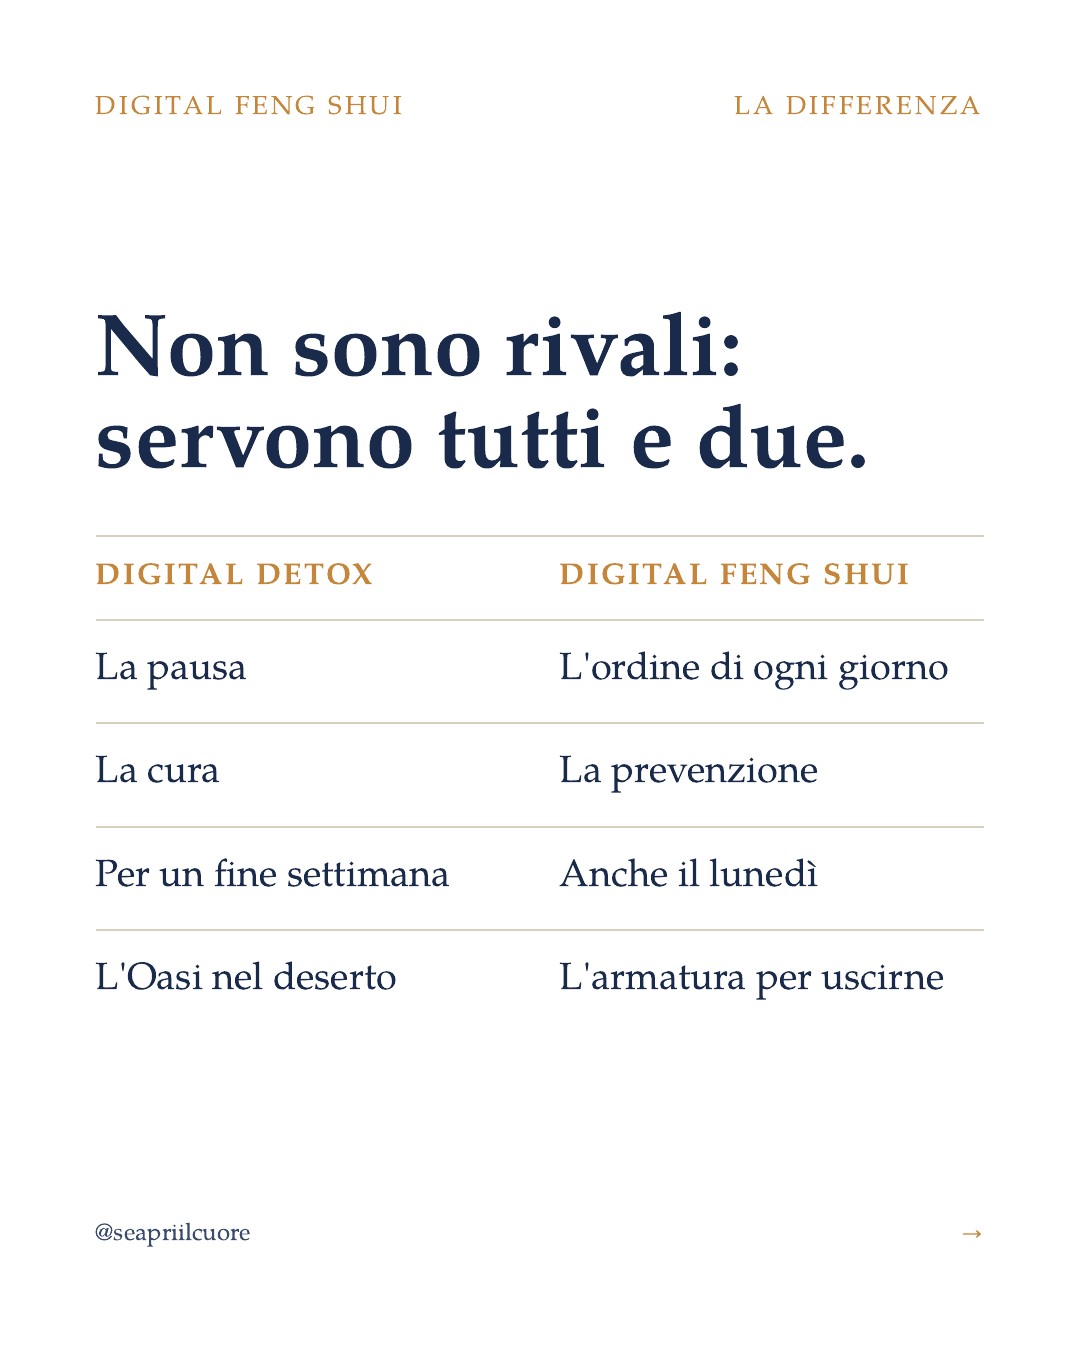 DIGITAL FENG SHUI
LA DIFFERENZA
Non sono rivali:
servono tutti e due.
DIGITAL DETOX
DIGITAL FENG SHUI
La pausa
L'ordine di ogni giorno
La cura
La prevenzione
Per un fine settimana
Anche il lunedì
L'Oasi nel deserto
L'armatura per uscirne
@seapriilcuore
→